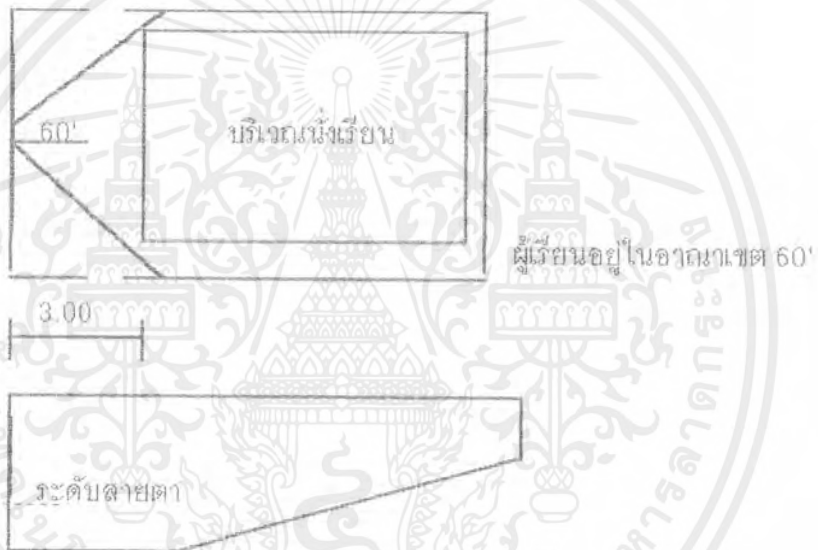 60'
บริเวณนั่งเรียน
ผู้เรียนอยู่ในอาณาเขต 60'
3.00
ระดับสายตา